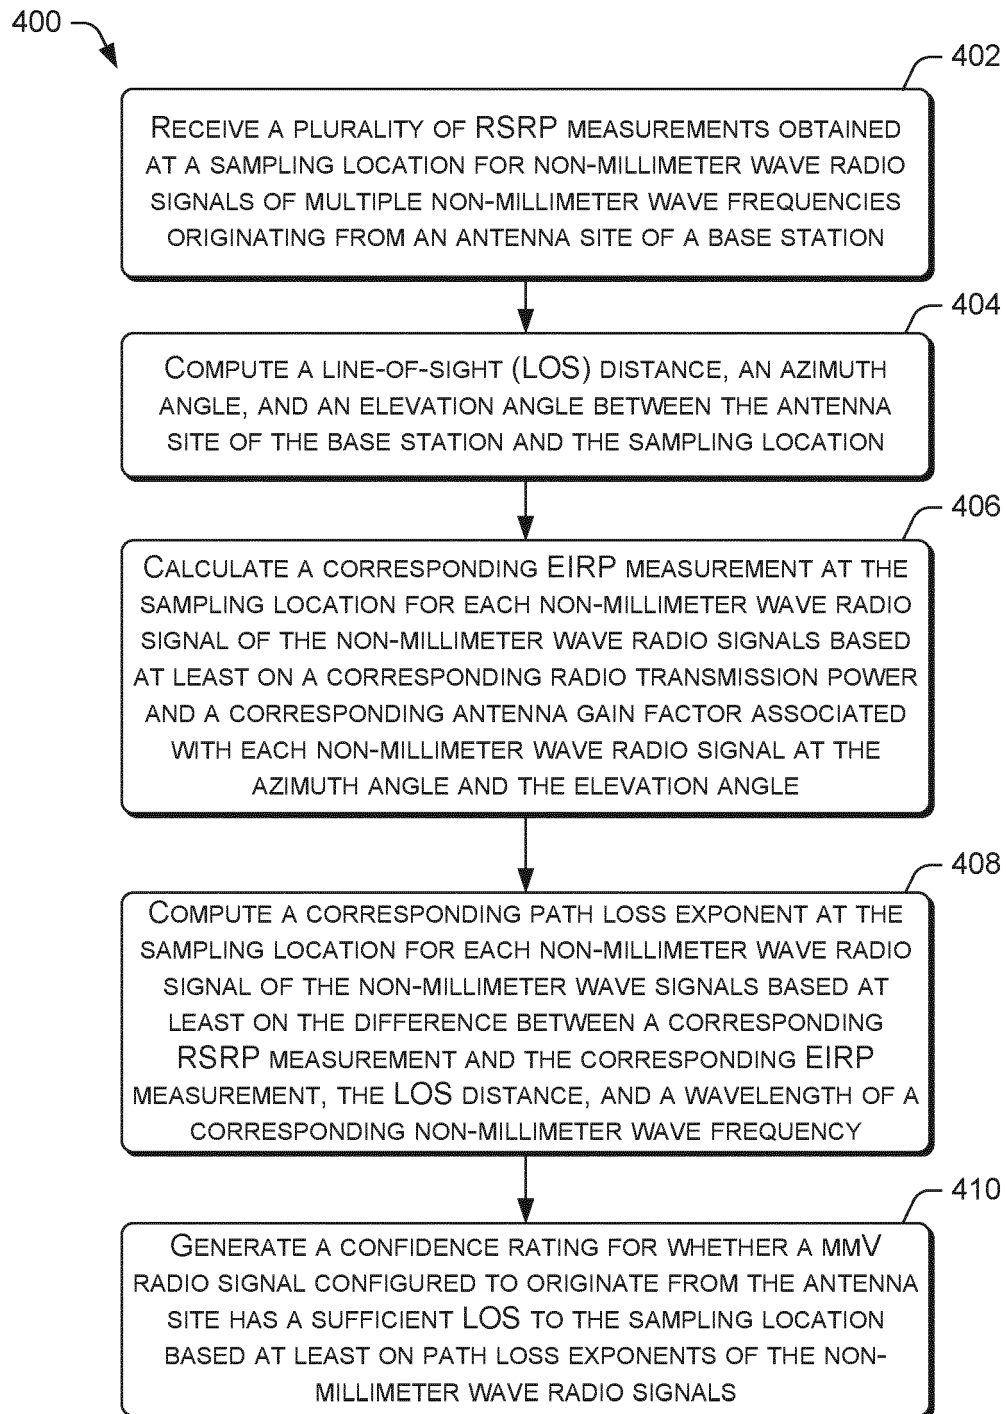 400
402
RECEIVE A PLURALITY OF RSRP MEASUREMENTS OBTAINED
AT A SAMPLING LOCATION FOR NON-MILLIMETER WAVE RADIO
SIGNALS OF MULTIPLE NON-MILLIMETER WAVE FREQUENCIES
ORIGINATING FROM AN ANTENNA SITE OF A BASE STATION
404
COMPUTE A LINE-OF-SIGHT (LOS) DISTANCE, AN AZIMUTH
ANGLE, AND AN ELEVATION ANGLE BETWEEN THE ANTENNA
SITE OF THE BASE STATION AND THE SAMPLING LOCATION
406
CALCULATE A CORRESPONDING EIRP MEASUREMENT AT THE
SAMPLING LOCATION FOR EACH NON-MILLIMETER WAVE RADIO
SIGNAL OF THE NON-MILLIMETER WAVE RADIO SIGNALS BASED
AT LEAST ON A CORRESPONDING RADIO TRANSMISSION POWER
AND A CORRESPONDING ANTENNA GAIN FACTOR ASSOCIATED
WITH EACH NON-MILLIMETER WAVE RADIO SIGNAL AT THE
AZIMUTH ANGLE AND THE ELEVATION ANGLE
408
COMPUTE A CORRESPONDING PATH LOSS EXPONENT AT THE
SAMPLING LOCATION FOR EACH NON-MILLIMETER WAVE RADIO
SIGNAL OF THE NON-MILLIMETER WAVE SIGNALS BASED AT
LEAST ON THE DIFFERENCE BETWEEN A CORRESPONDING
RSRP MEASUREMENT AND THE CORRESPONDING EIRP
MEASUREMENT, THE LOS DISTANCE, AND A WAVELENGTH OF A
CORRESPONDING NON-MILLIMETER WAVE FREQUENCY
410
GENERATE A CONFIDENCE RATING FOR WHETHER A MMV
RADIO SIGNAL CONFIGURED TO ORIGINATE FROM THE ANTENNA
SITE HAS A SUFFICIENT LOS TO THE SAMPLING LOCATION
BASED AT LEAST ON PATH LOSS EXPONENTS OF THE NON-
MILLIMETER WAVE RADIO SIGNALS